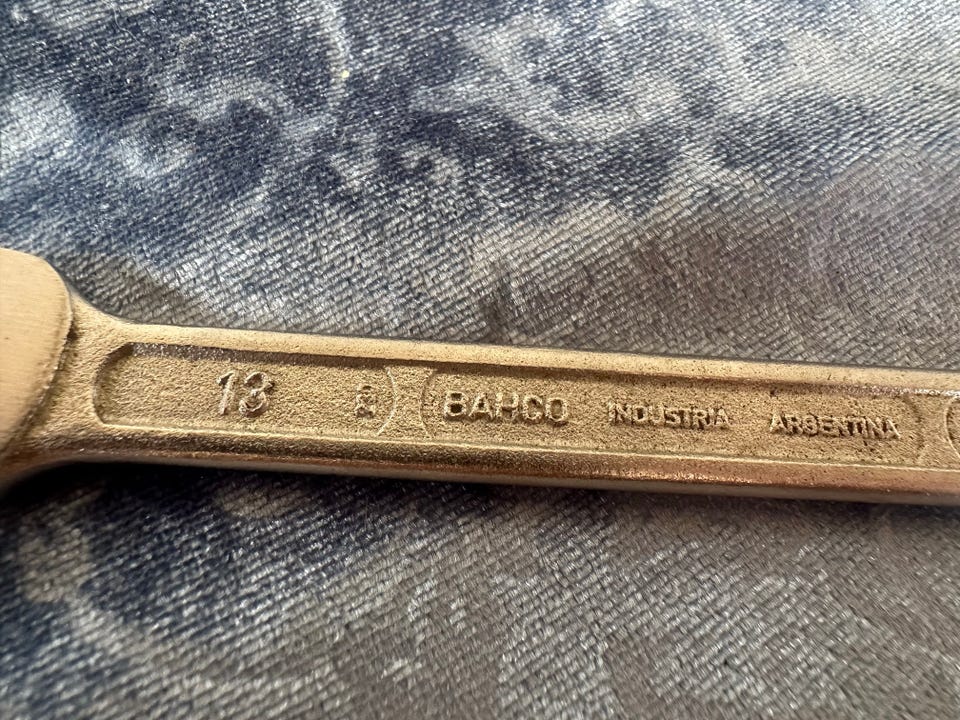 13 BAHCO INDUSTRIA ARGENTINA